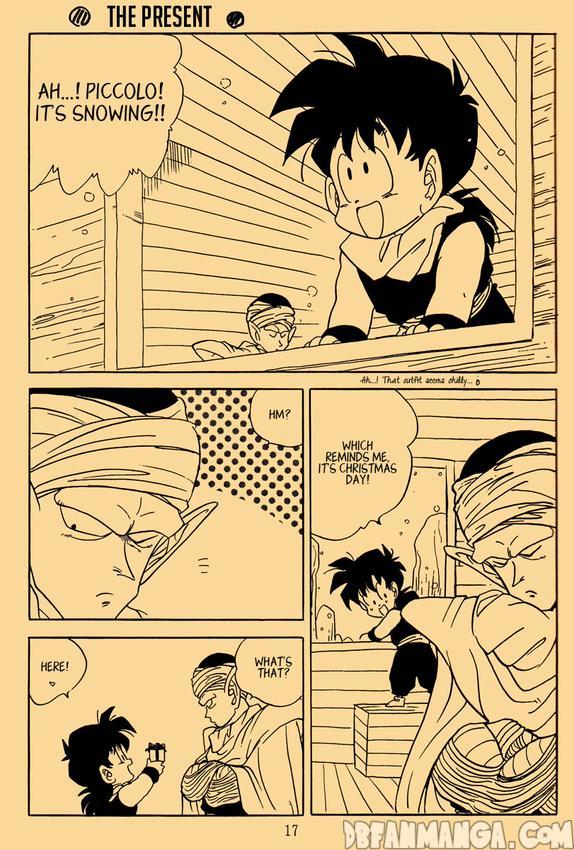 THE PRESENT
AH...! PICCOLO!
IT'S SNOWING!!
Ah...! That outfit seems chilly...
HM?
WHICH
REMINDS ME,
IT'S CHRISTMAS
DAY!
HERE!
WHAT'S
THAT?
17
DBFANMANGA.COM